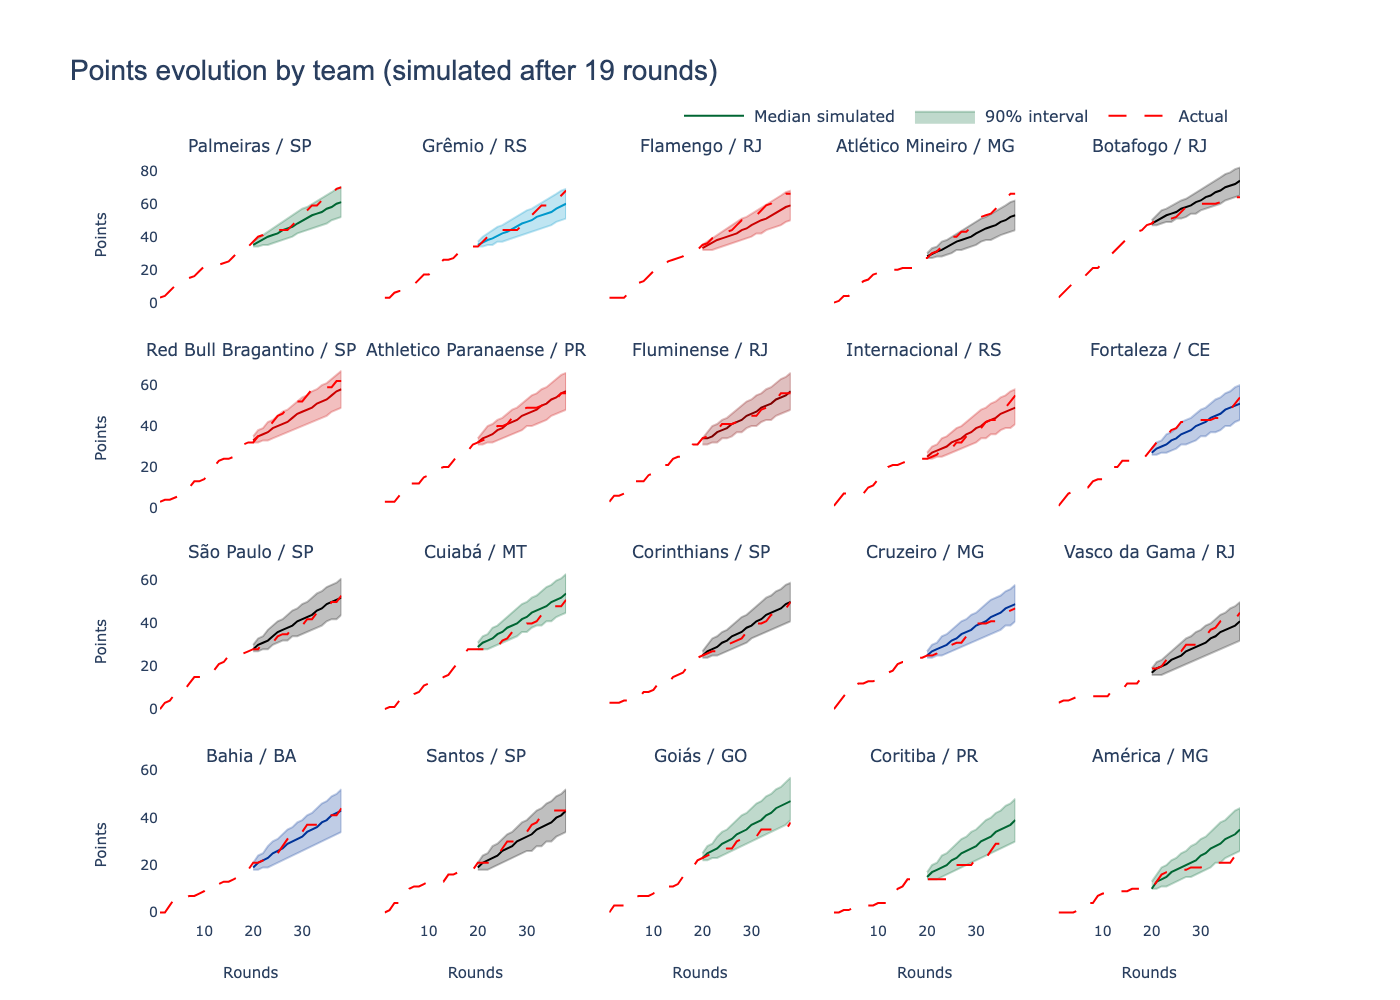 Points evolution by team (simulated after 19 rounds)
Median simulated 90% interval Actual
Palmeiras / SP Grêmio / RS Flamengo / RJ Atlético Mineiro / MG Botafogo / RJ
80
60
40
20
0
Points
Red Bull Bragantino / SP Athletico Paranaense / PR Fluminense / RJ Internacional / RS Fortaleza / CE
60
40
20
0
Points
São Paulo / SP Cuiabá / MT Corinthians / SP Cruzeiro / MG Vasco da Gama / RJ
60
40
20
0
Points
Bahia / BA Santos / SP Goiás / GO Coritiba / PR América / MG
60
40
20
0
Points
10 20 30 10 20 30 10 20 30 10 20 30 10 20 30
Rounds Rounds Rounds Rounds Rounds